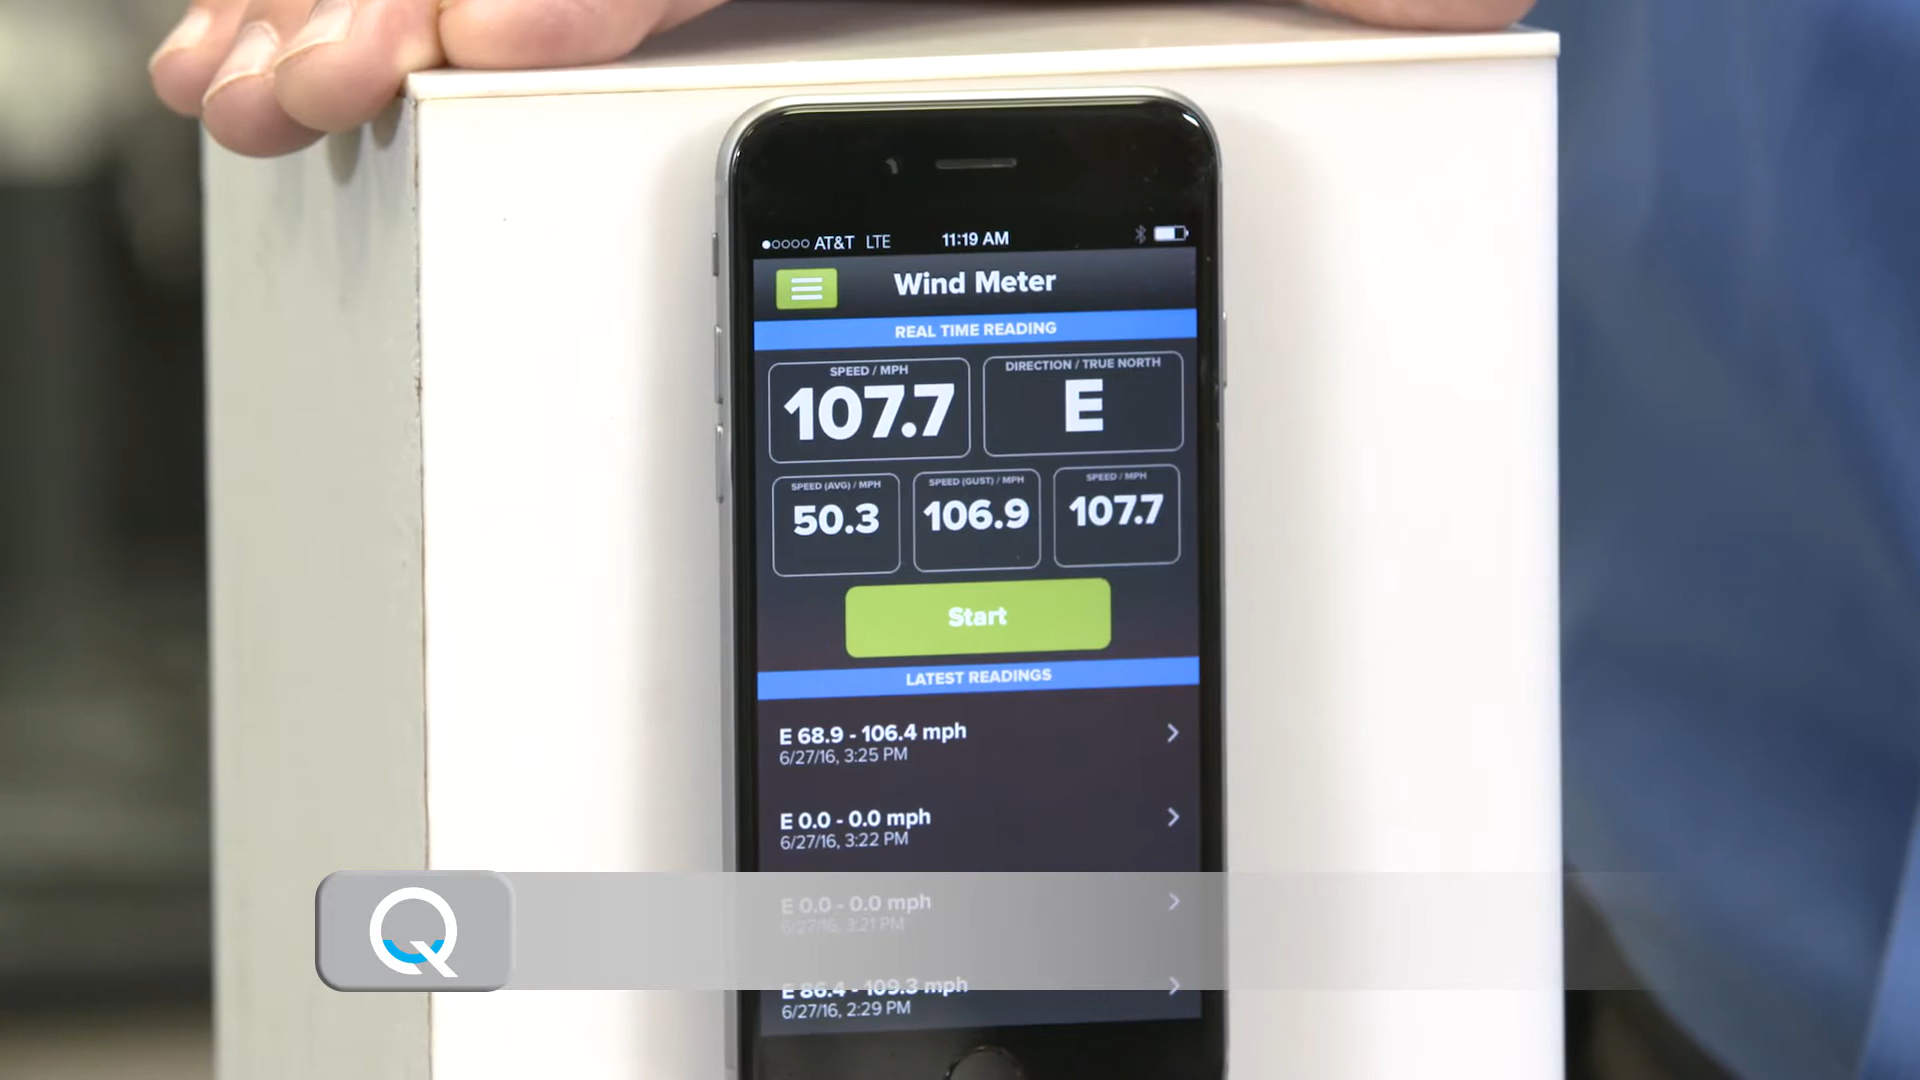 AT&T LTE 11:19 AM
Wind Meter
REAL TIME READING
SPEED / MPH
107.7
DIRECTION / TRUE NORTH
E
SPEED (AVG) / MPH
50.3
SPEED (GUST) / MPH
106.9
SPEED / MPH
107.7
Start
LATEST READINGS
E 68.9 - 106.4 mph
6/27/16, 3:25 PM
E 0.0 - 0.0 mph
6/27/16, 3:22 PM
E 0.0 - 0.0 mph
6/27/16, 3:21 PM
E 86.4 - 109.3 mph
6/27/16, 2:29 PM
Q